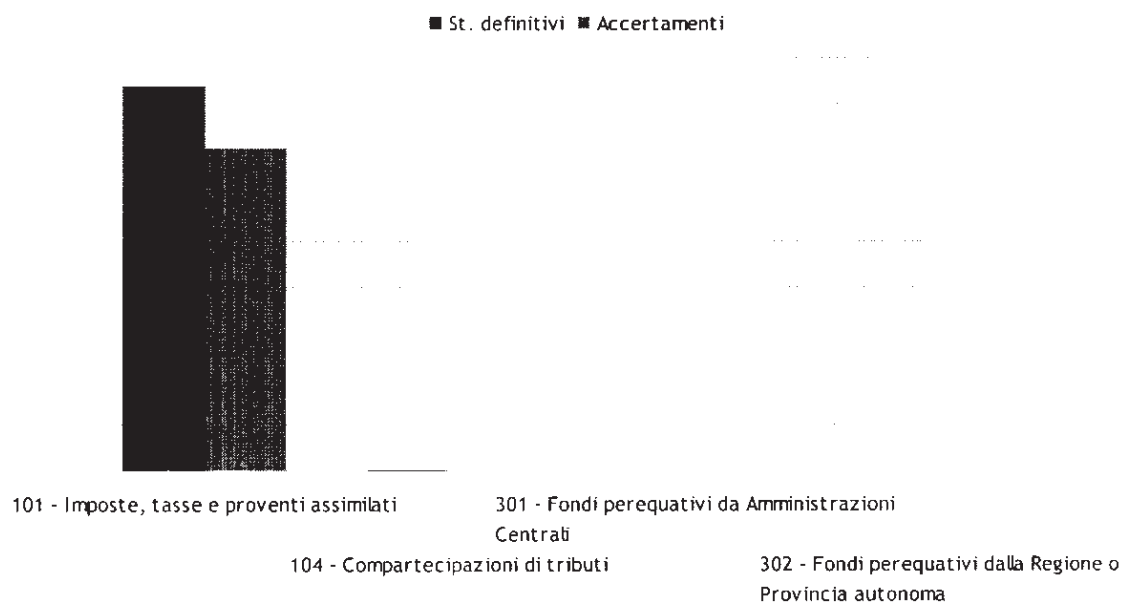 St. definitivi Accertamenti
101 - Imposte, tasse e proventi assimilati
104 - Compartecipazioni di tributi
301 - Fondi perequativi da Amministrazioni
Centrali
302 - Fondi perequativi dalla Regione o
Provincia autonoma